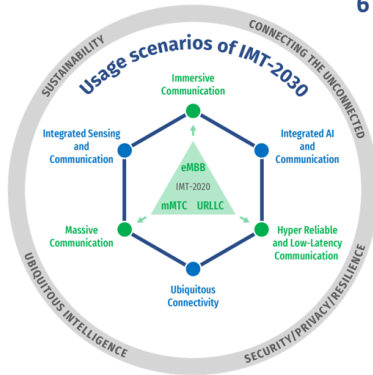 6
SUSTAINABILITY
CONNECTING THE UNCONNECTED
Usage scenarios of IMT-2030
Immersive
Communication
Integrated Sensing
and
Communication
Integrated AI
and
Communication
eMBB
IMT-2020
mMTC URLLC
Massive
Communication
Hyper Reliable
and Low-Latency
Communication
Ubiquitous
Connectivity
UBIQUITOUS INTELLIGENCE
SECURITY/PRIVACY/RESILIENCE